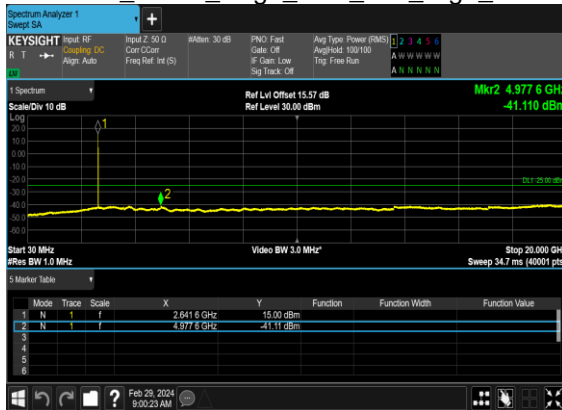 Spectrum Analyzer 1
Swept SA
+
KEYSIGHT Input: RF Input Z: 50 Ω #Atten: 30 dB PNO: Fast Avg Type: Power (RMS) 1 2 3 4 5 6
R T Coupling: DC Corr CCorr Gate: Off Avg|Hold: 100/100 A W W W W W
Align: Auto Freq Ref: Int (S) IF Gain: Low Trig: Free Run
Sig Track: Off A N N N N N
1 Spectrum Ref Lvl Offset 15.57 dB Mkr2 4.977 6 GHz
Scale/Div 10 dB Ref Level 30.00 dBm -41.110 dBm
Log
20.0
1
10.0
0.00
-10.0
-20.0
DL1 -25.00 dBm
-30.0
2
-40.0
-50.0
-60.0
Start 30 MHz Video BW 3.0 MHz* Stop 20.000 GH
#Res BW 1.0 MHz Sweep 34.7 ms (40001 pts
5 Marker Table
Mode Trace Scale X Y Function Function Width Function Value
1 N 1 f 2.641 6 GHz 15.00 dBm
2 N 1 f 4.977 6 GHz -41.11 dBm
3
4
5
6
? Feb 29, 2024
9:00:23 AM